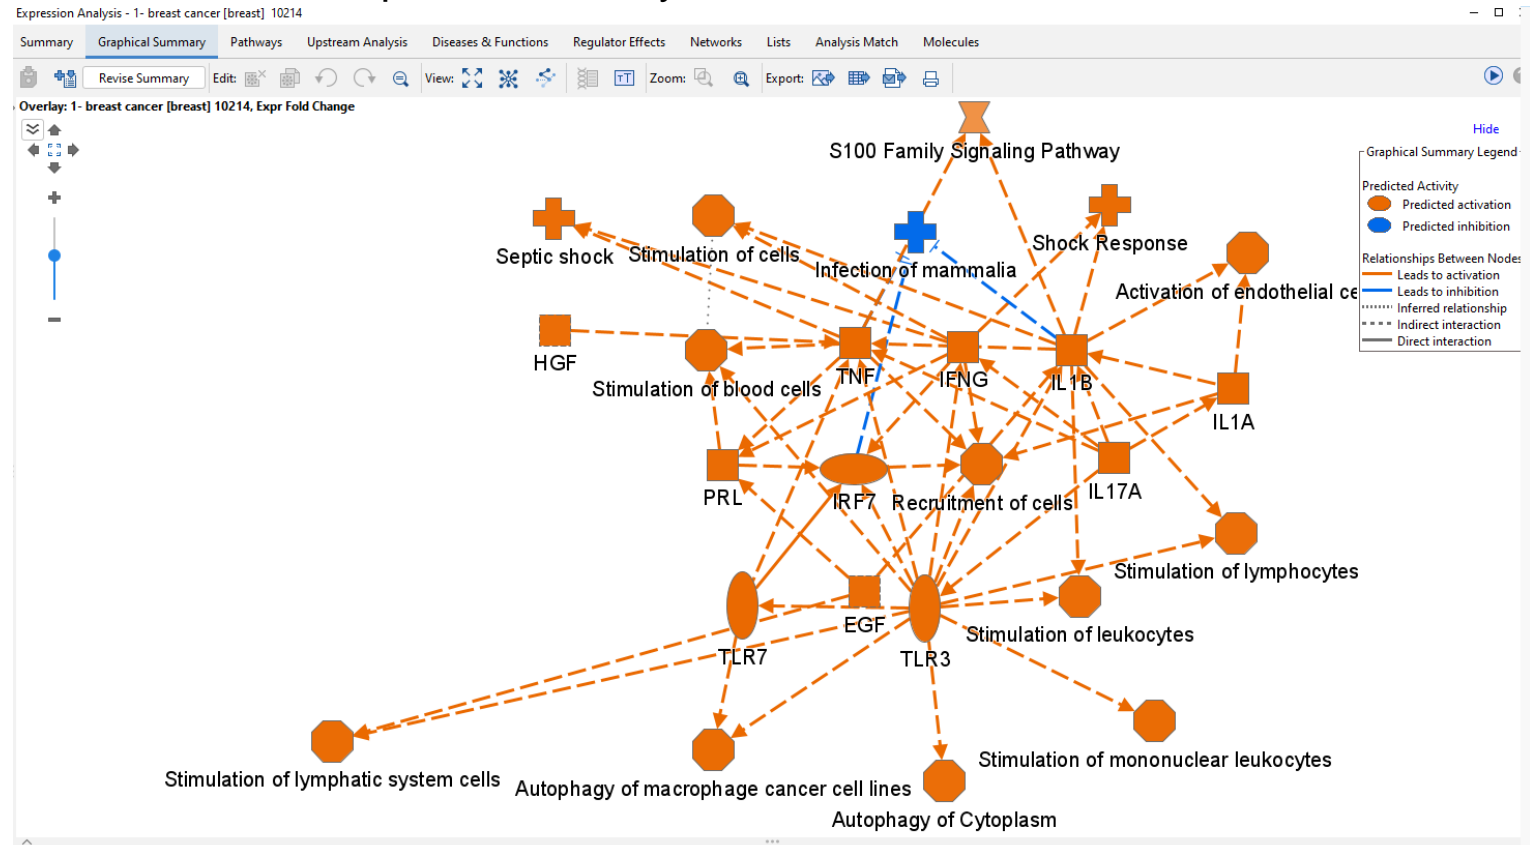 Expression Analysis - 1- breast cancer [breast] 10214
Summary Graphical Summary Pathways Upstream Analysis Diseases & Functions Regulator Effects Networks Lists Analysis Match Molecules
Revise Summary Edit: View: Zoom: Export:
Overlay: 1- breast cancer [breast] 10214, Expr Fold Change
Hide
Graphical Summary Legend
Predicted Activity
Predicted activation
Predicted inhibition
Relationships Between Nodes
Leads to activation
Leads to inhibition
Inferred relationship
Indirect interaction
Direct interaction
S100 Family Signaling Pathway
Septic shock
Stimulation of cells
Infection of mammalia
Shock Response
Activation of endothelial ce
HGF
Stimulation of blood cells
TNF
IFNG
IL1B
IL1A
PRL
IRF7
Recruitment of cells
IL17A
Stimulation of lymphocytes
TLR7
EGF
TLR3
Stimulation of leukocytes
Stimulation of lymphatic system cells
Autophagy of macrophage cancer cell lines
Stimulation of mononuclear leukocytes
Autophagy of Cytoplasm